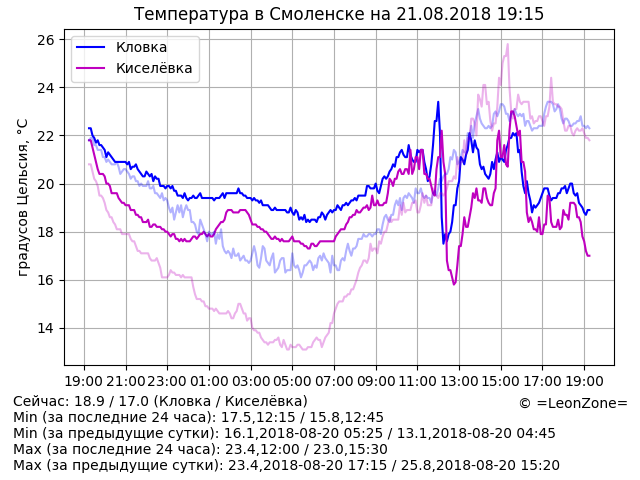 Температура в Смоленске на 21.08.2018 19:15
26
24
22
20
18
16
14
градусов Цельсия, °C
Кловка
Киселёвка
19:00 21:00 23:00 01:00 03:00 05:00 07:00 09:00 11:00 13:00 15:00 17:00 19:00
Сейчас: 18.9 / 17.0 (Кловка / Киселёвка)
© =LeonZone=
Min (за последние 24 часа): 17.5,12:15 / 15.8,12:45
Min (за предыдущие сутки): 16.1,2018-08-20 05:25 / 13.1,2018-08-20 04:45
Max (за последние 24 часа): 23.4,12:00 / 23.0,15:30
Max (за предыдущие сутки): 23.4,2018-08-20 17:15 / 25.8,2018-08-20 15:20